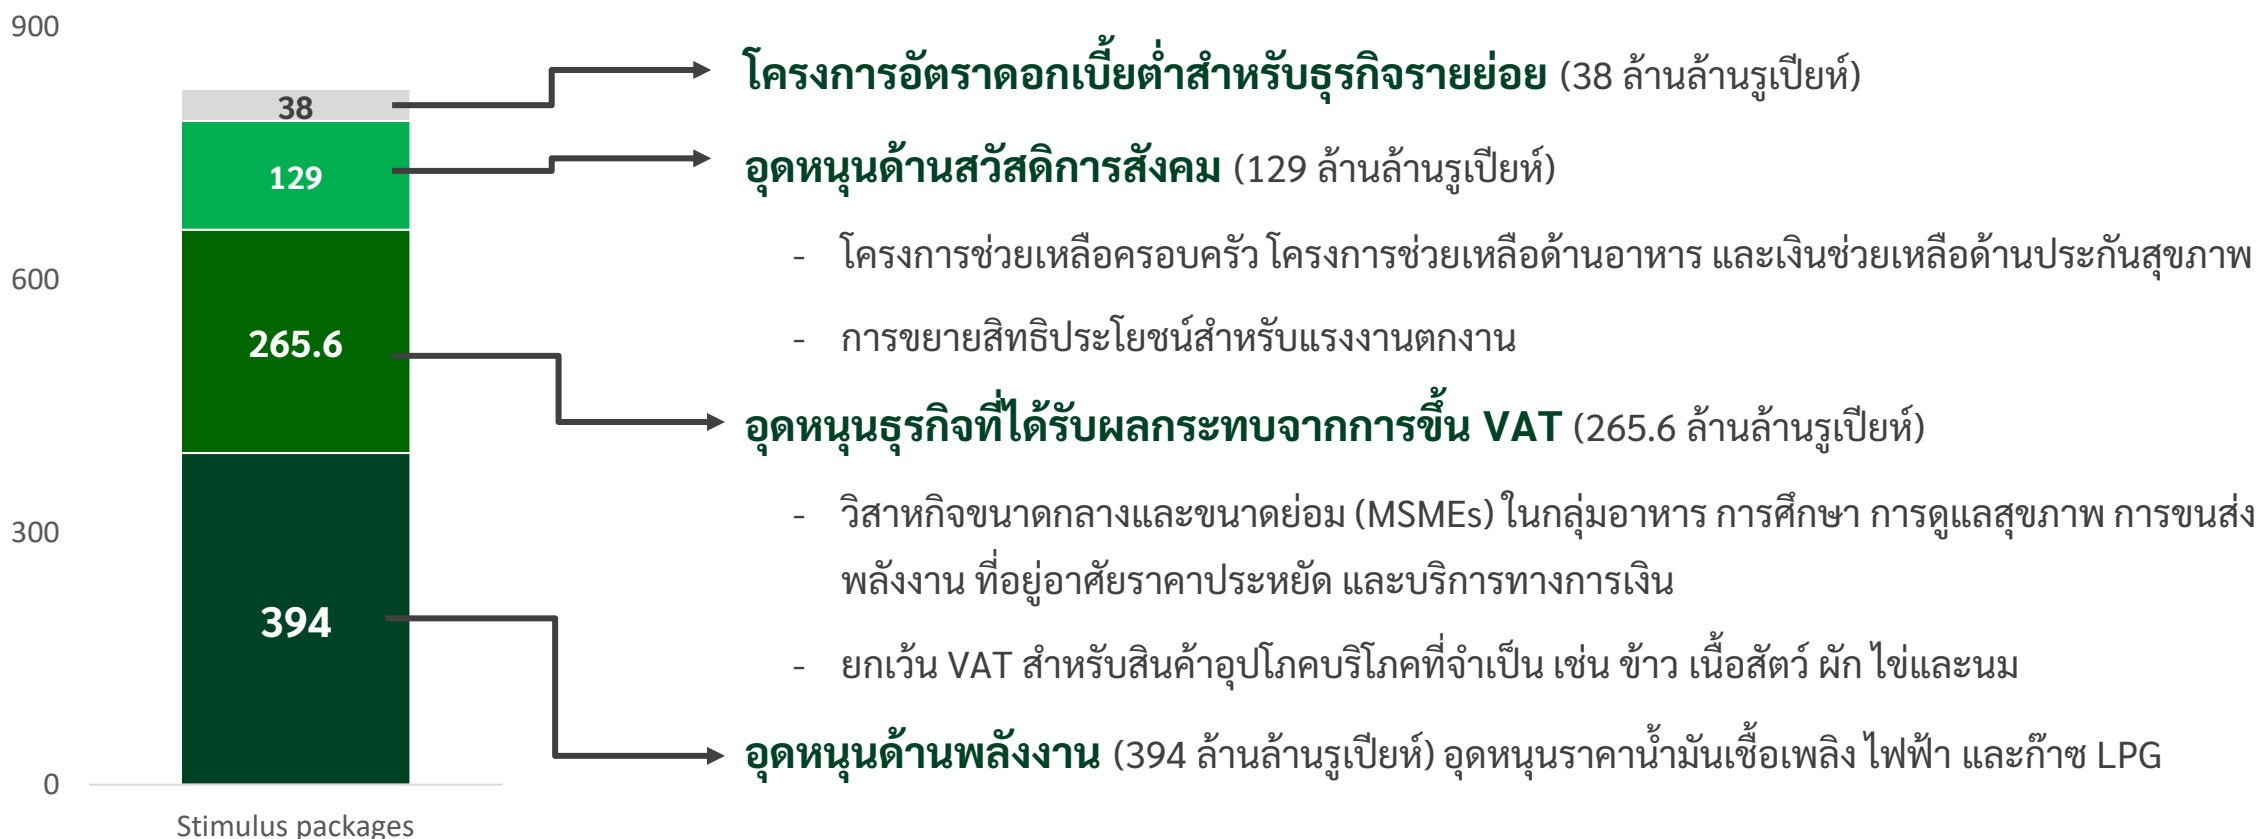 900
600
300
0
38
129
265.6
394
Stimulus packages
โครงการอัตราดอกเบี้ยต่ำสำหรับธุรกิจรายย่อย (38 ล้านล้านรูเปียห์)
อุดหนุนด้านสวัสดิการสังคม (129 ล้านล้านรูเปียห์)
- โครงการช่วยเหลือครอบครัว โครงการช่วยเหลือด้านอาหาร และเงินช่วยเหลือด้านประกันสุขภาพ
- การขยายสิทธิประโยชน์สำหรับแรงงานตกงาน
อุดหนุนธุรกิจที่ได้รับผลกระทบจากการขึ้น VAT (265.6 ล้านล้านรูเปียห์)
- วิสาหกิจขนาดกลางและขนาดย่อม (MSMEs) ในกลุ่มอาหาร การศึกษา การดูแลสุขภาพ การขนส่ง
พลังงาน ที่อยู่อาศัยราคาประหยัด และบริการทางการเงิน
- ยกเว้น VAT สำหรับสินค้าอุปโภคบริโภคที่จำเป็น เช่น ข้าว เนื้อสัตว์ ผัก ไข่และนม
อุดหนุนด้านพลังงาน (394 ล้านล้านรูเปียห์) อุดหนุนราคาน้ำมันเชื้อเพลิง ไฟฟ้า และก๊าซ LPG